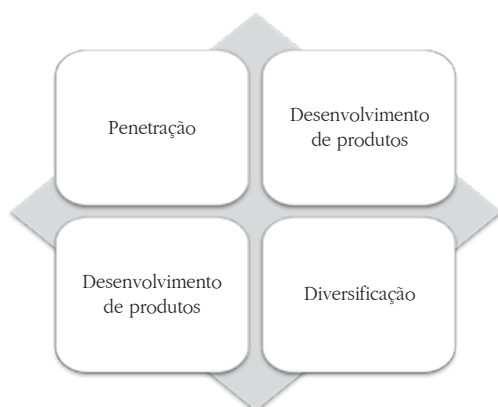 Penetração
Desenvolvimento
de produtos
Desenvolvimento
de produtos
Diversificação